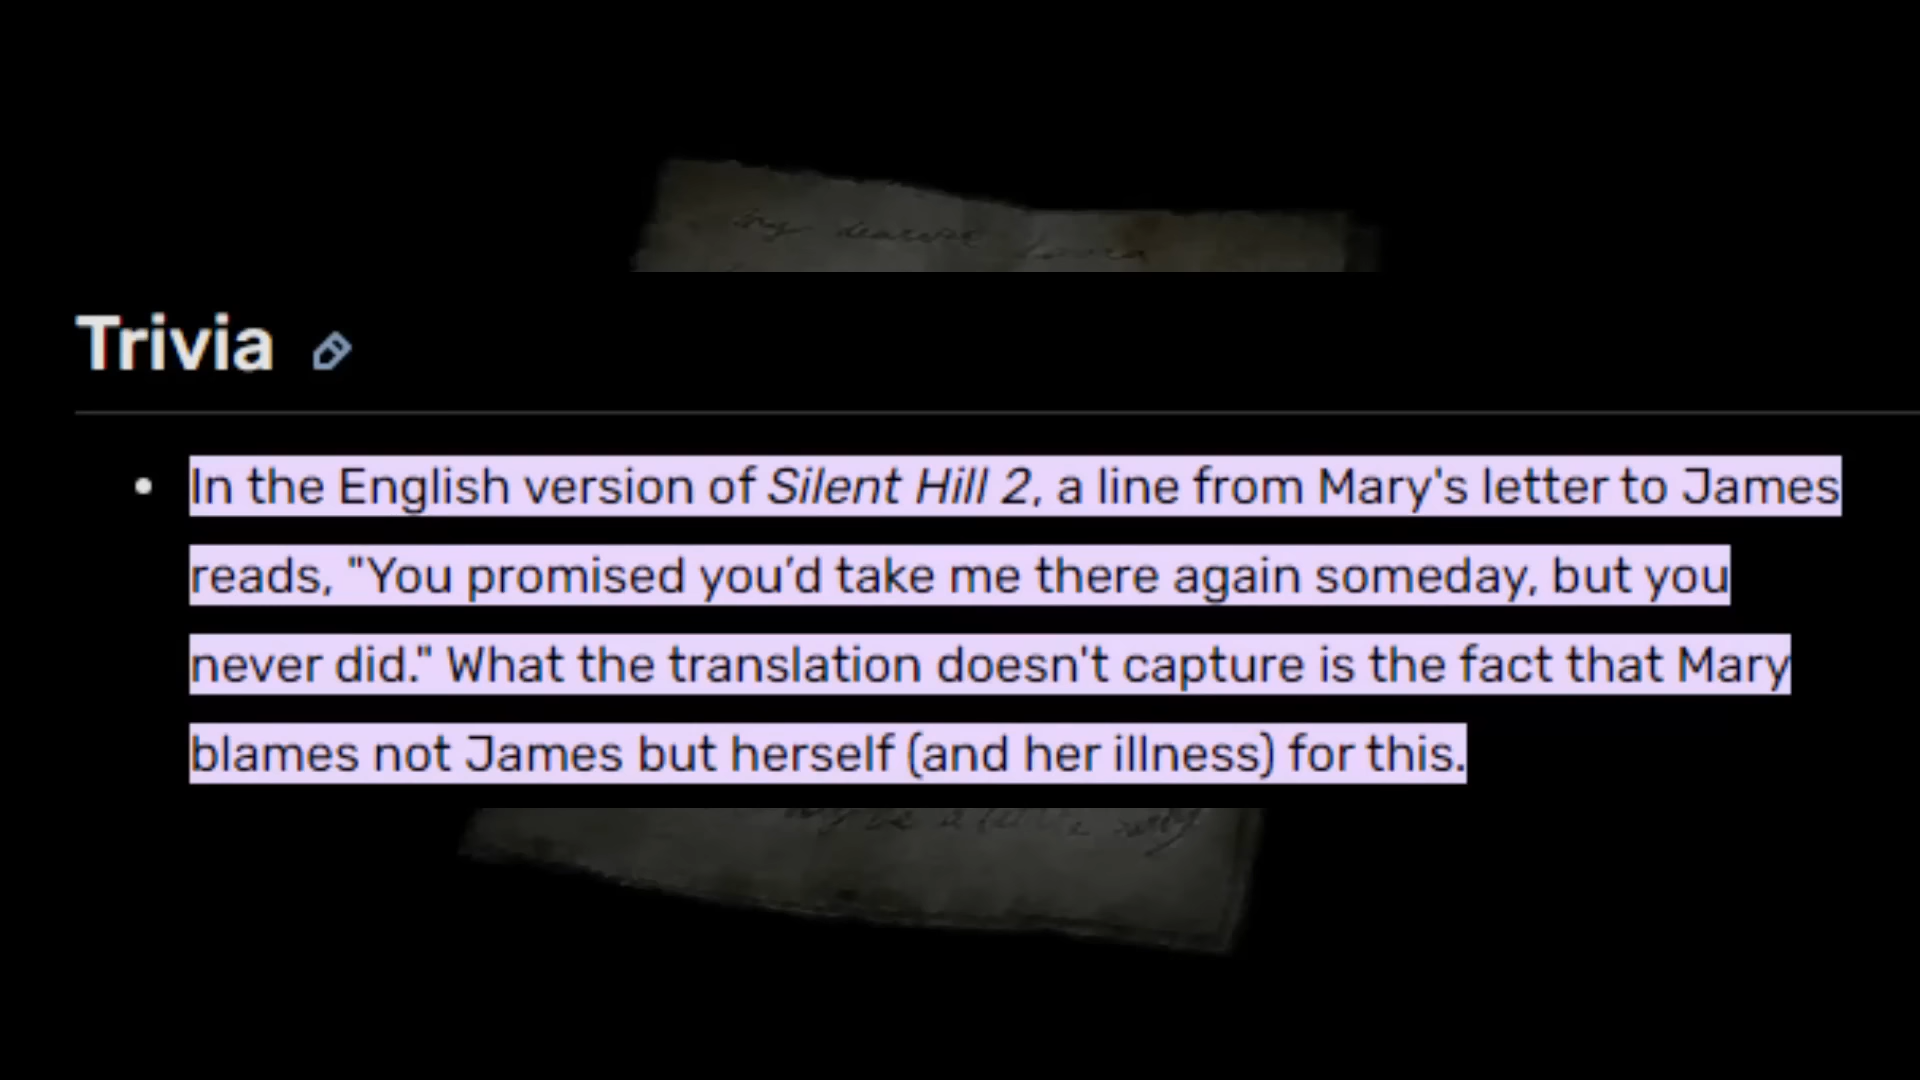 my dearest
Trivia
In the English version of Silent Hill 2, a line from Mary's letter to James
reads, "You promised you’d take me there again someday, but you
never did." What the translation doesn't capture is the fact that Mary
blames not James but herself (and her illness) for this.